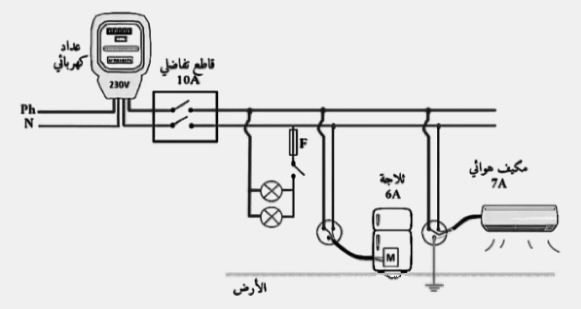 عداد
كهربائي
230V
قاطع تفاضلي
10A
Ph
N
F
ثلاجة
6A
M
مكيف هوائي
7A
الأرض